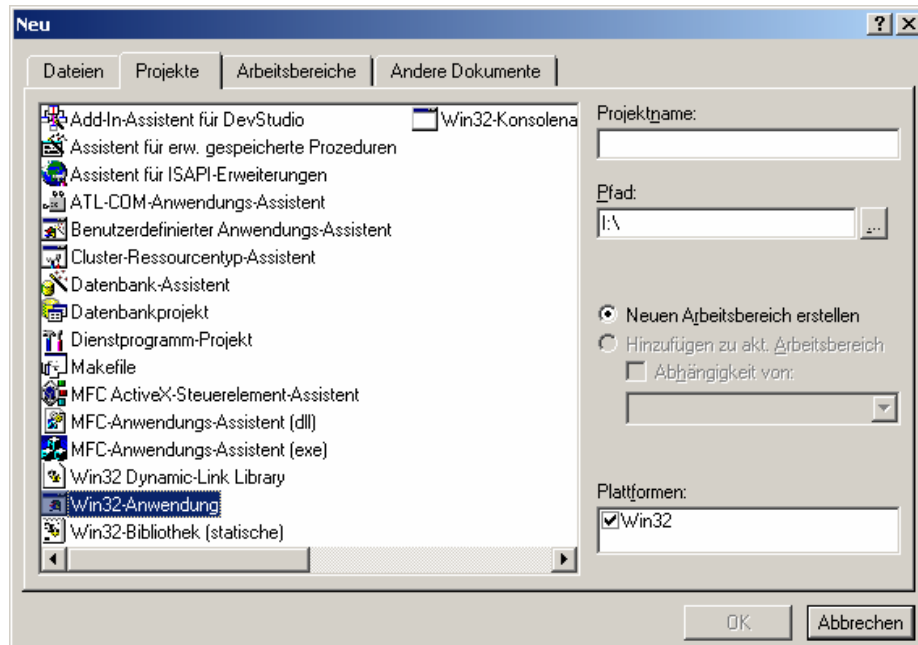 Neu
Dateien
Projekte
Arbeitsbereiche
Andere Dokumente
Add-In-Assistent für DevStudio
Assistent für erw. gespeicherte Prozeduren
Assistent für ISAPI-Erweiterungen
ATL-COM-Anwendungs-Assistent
Benutzerdefinierter Anwendungs-Assistent
Cluster-Ressourcentyp-Assistent
Datenbank-Assistent
Datenbankprojekt
Dienstprogramm-Projekt
Makefile
MFC ActiveX-Steuerelement-Assistent
MFC-Anwendungs-Assistent (dll)
MFC-Anwendungs-Assistent (exe)
Win32 Dynamic-Link Library
Win32-Anwendung
Win32-Bibliothek (statische)
Win32-Konsolena
Projektname:
Pfad:
I:\
...
Neuen Arbeitsbereich erstellen
Hinzufügen zu akt. Arbeitsbereich
Abhängigkeit von:
Plattformen:
Win32
OK
Abbrechen